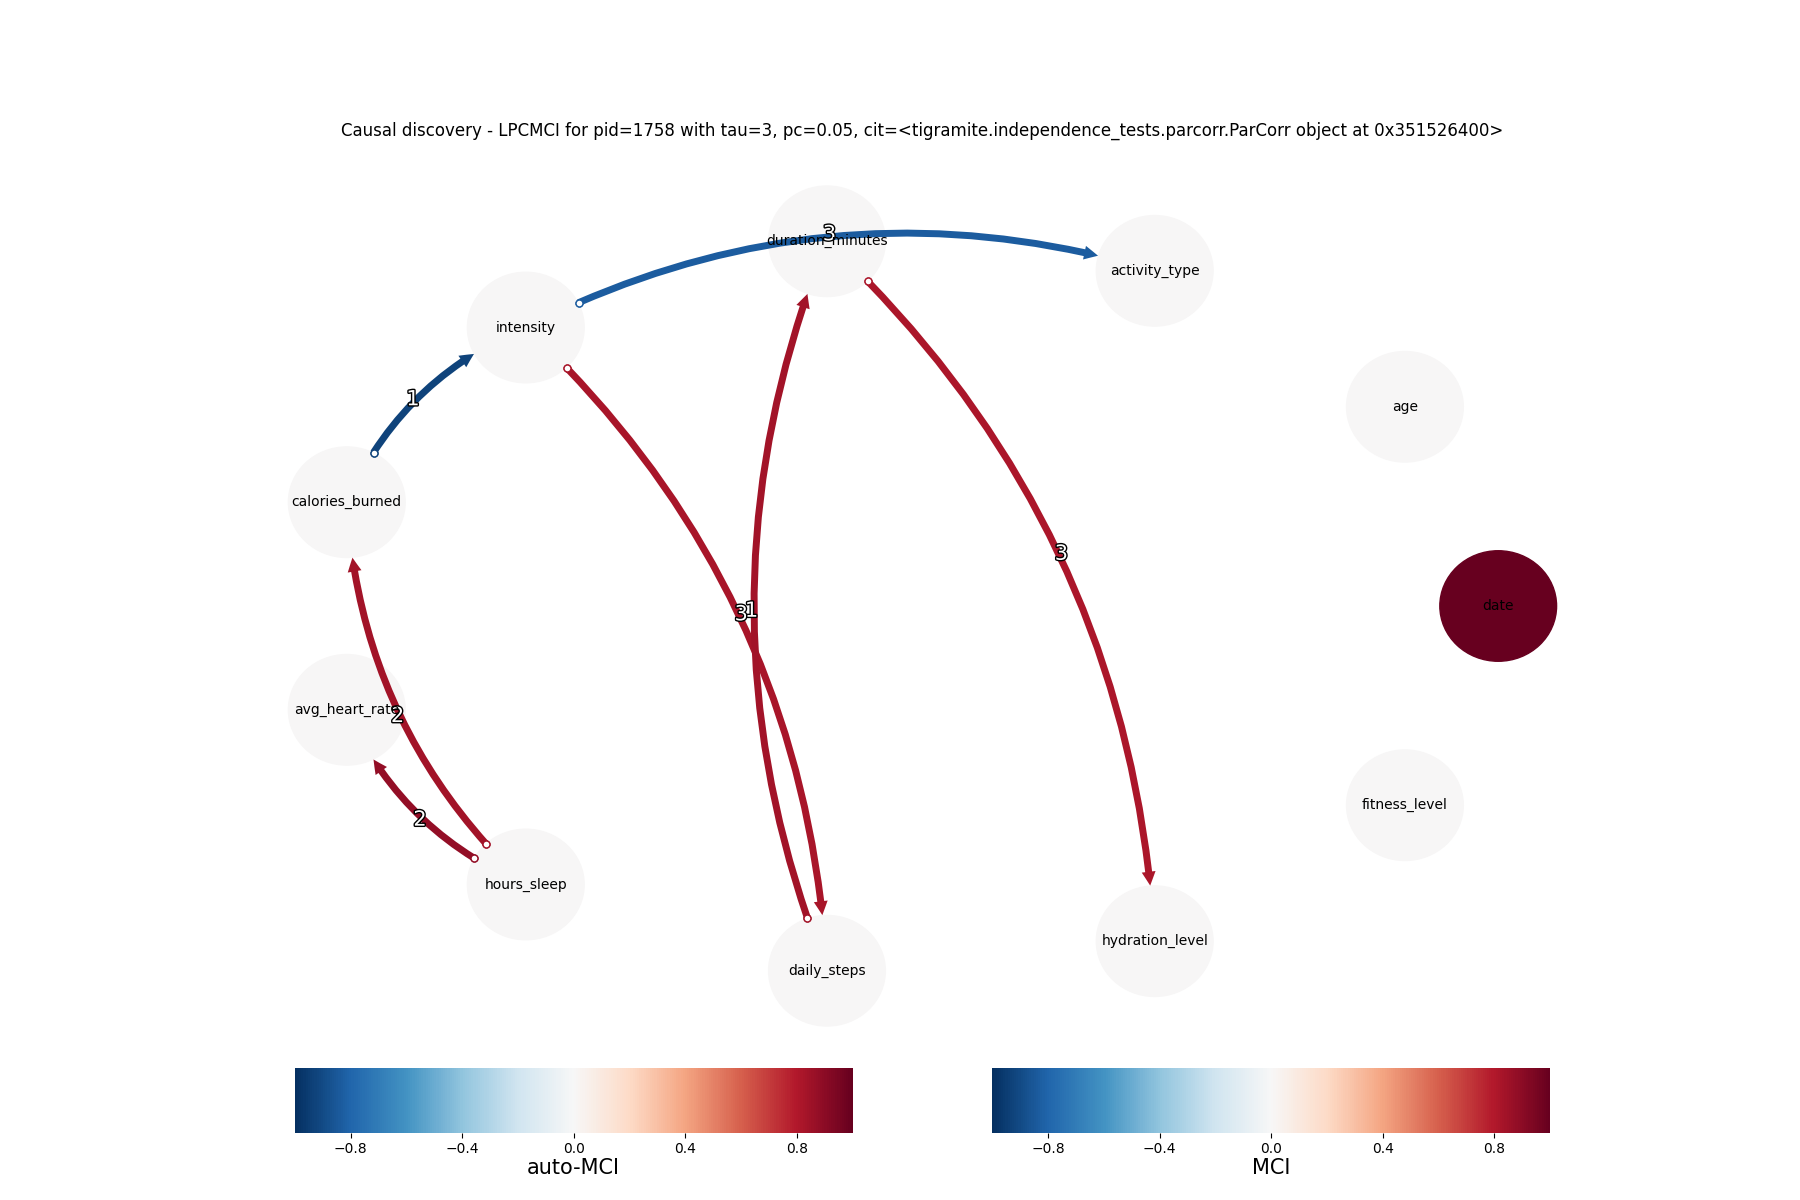 Causal discovery - LPCMCI for pid=1758 with tau=3, pc=0.05, cit=<tigramite.independence_tests.parcorr.ParCorr object at 0x351526400>
3
duration_minutes
activity_type
intensity
1
age
calories_burned
3
date
3
1
avg_heart_rate
2
fitness_level
2
hours_sleep
hydration_level
daily_steps
−0.8 −0.4 0.0 0.4 0.8
auto-MCI
−0.8 −0.4 0.0 0.4 0.8
MCI